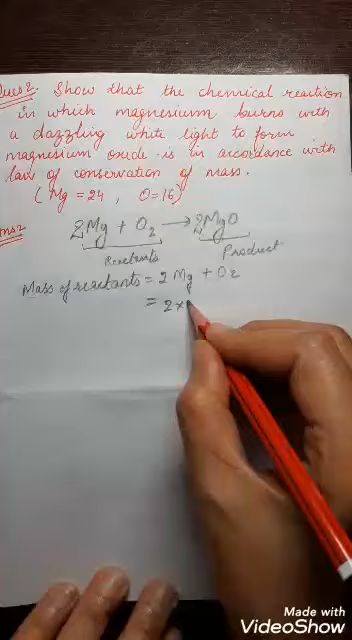 Ques2. Show that the chemical reaction
in which magnesium burns with
a dazzling white light to form
magnesium oxide is in accordance with
law of conservation of mass.
(Mg = 24, O=16)
Ans2 2Mg + O₂ → 2MgO
Reactants Product
Mass of reactants = 2 Mg + O₂
= 2×
Made with
VideoShow